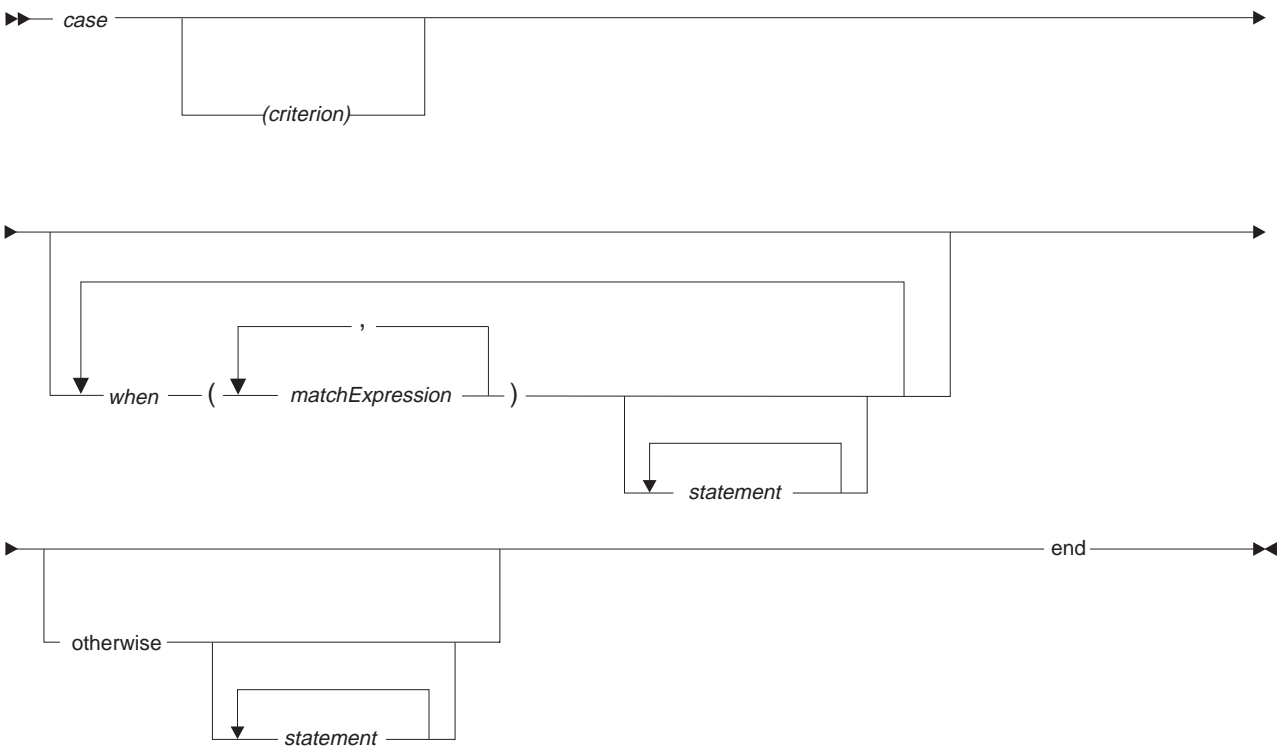 case
(criterion)
,
when ( matchExpression )
statement
end
otherwise
statement